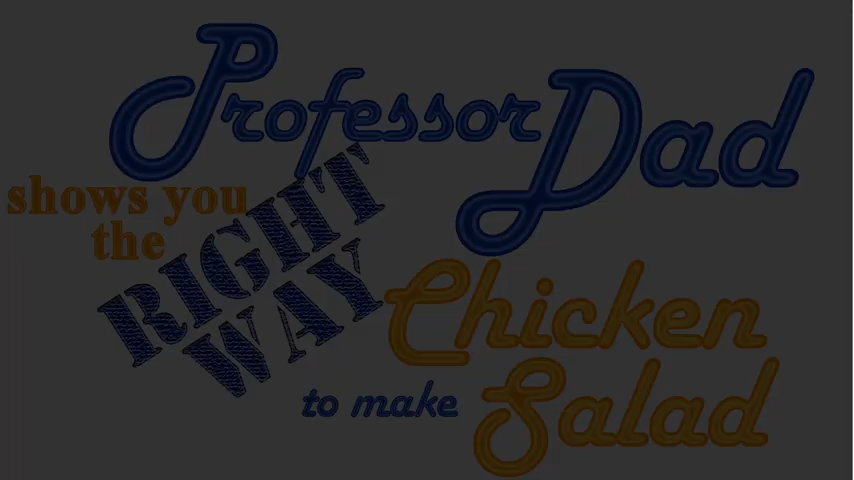 Professor Dad
shows you
the
RIGHT
WAY
to make
Chicken
Salad